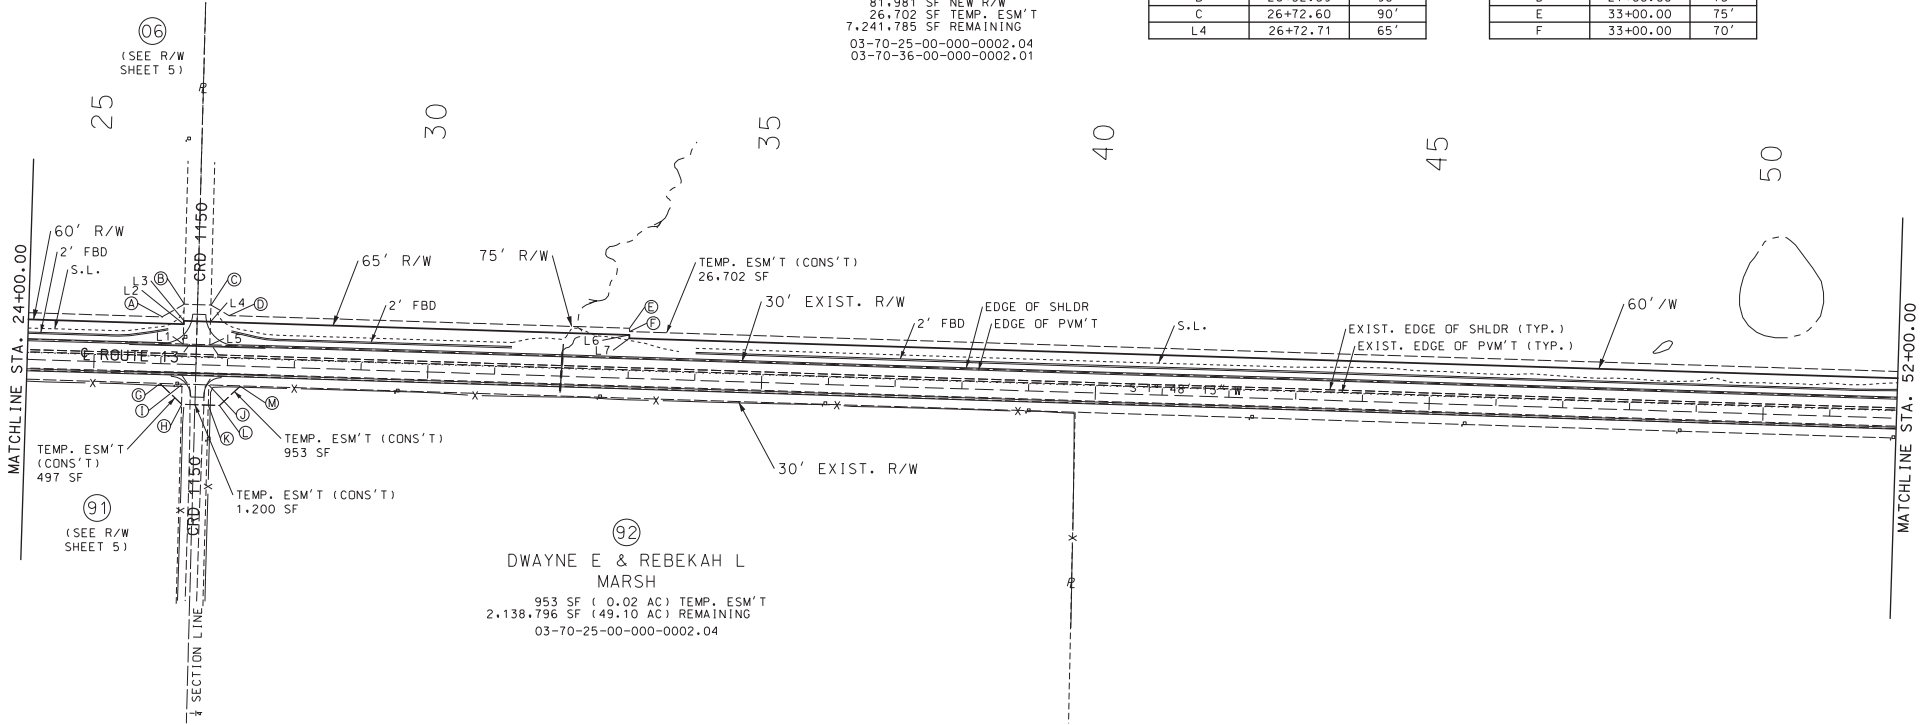 81,981 SF NEW R/W
26,702 SF TEMP. ESM'T
7,241,785 SF REMAINING
03-70-25-00-000-0002.04
03-70-36-00-000-0002.01
C 26+72.60 90'
L4 26+72.71 65'
E 33+00.00 75'
F 33+00.00 70'
06
(SEE R/W
SHEET 5)
PL
25
30
35
40
45
50
MATCHLINE STA. 24+00.00
60' R/W
2' FBD
S.L.
CRD 1150
L3
L2
A
B
C
L4
D
L1
L5
65' R/W
2' FBD
75' R/W
TEMP. ESM'T (CONS'T)
26,702 SF
E
F
L6
L7
30' EXIST. R/W
2' FBD
EDGE OF SHLDR
EDGE OF PVM'T
S.L.
EXIST. EDGE OF SHLDR (TYP.)
EXIST. EDGE OF PVM'T (TYP.)
60'/W
MATCHLINE STA. 52+00.00
CL ROUTE 13
G
I
H
M
J
L
K
TEMP. ESM'T
(CONS'T)
497 SF
TEMP. ESM'T (CONS'T)
953 SF
TEMP. ESM'T (CONS'T)
1,200 SF
CRD 1150
30' EXIST. R/W
91
(SEE R/W
SHEET 5)
92
DWAYNE E & REBEKAH L
MARSH
953 SF ( 0.02 AC) TEMP. ESM'T
2,138,796 SF (49.10 AC) REMAINING
03-70-25-00-000-0002.04
PL
SECTION LINE